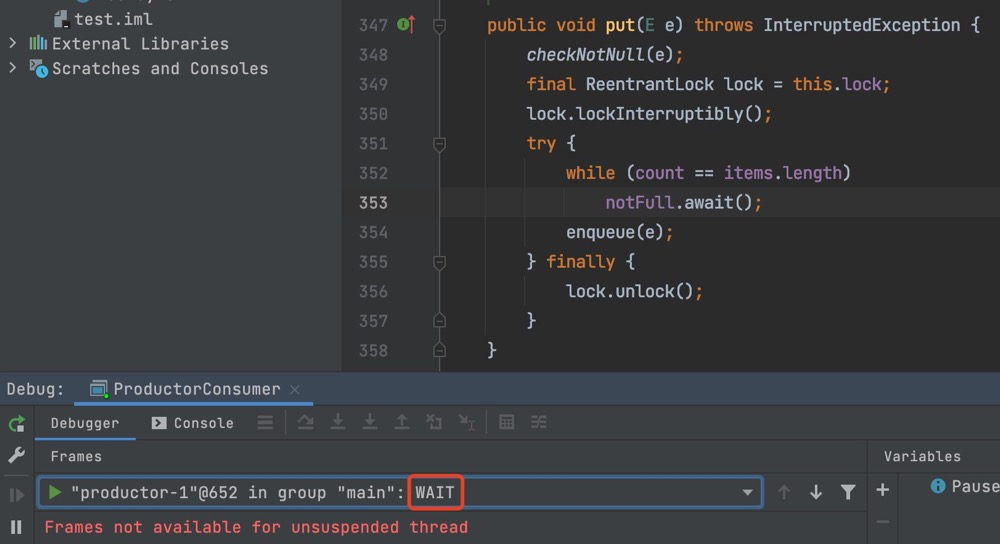 test.iml
External Libraries
Scratches and Consoles
347 public void put(E e) throws InterruptedException {
348 checkNotNull(e);
349 final ReentrantLock lock = this.lock;
350 lock.lockInterruptibly();
351 try {
352 while (count == items.length)
353 notFull.await();
354 enqueue(e);
355 } finally {
356 lock.unlock();
357 }
358 }
Debug: ProductorConsumer
Debugger Console
Frames Variables
"productor-1"@652 in group "main": WAIT
Pause
Frames not available for unsuspended thread